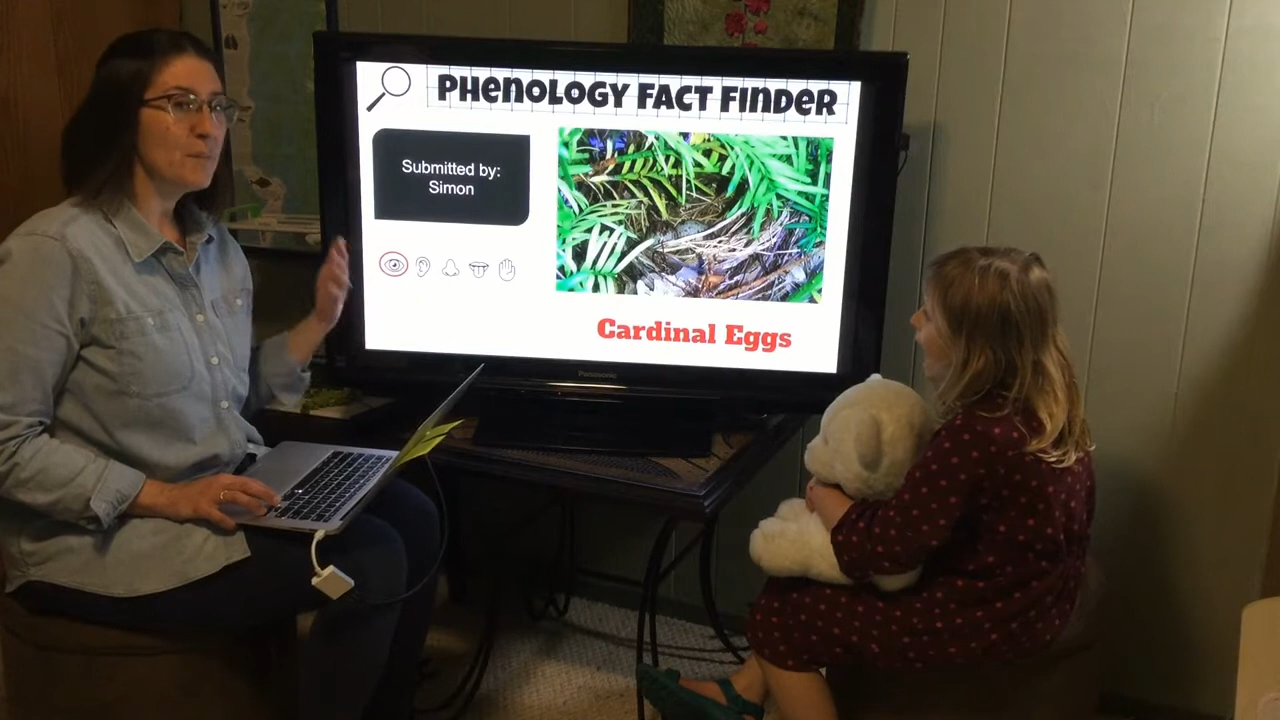 PHENOLOGY FACT FINDER
Submitted by:
Simon
Cardinal Eggs
Panasonic